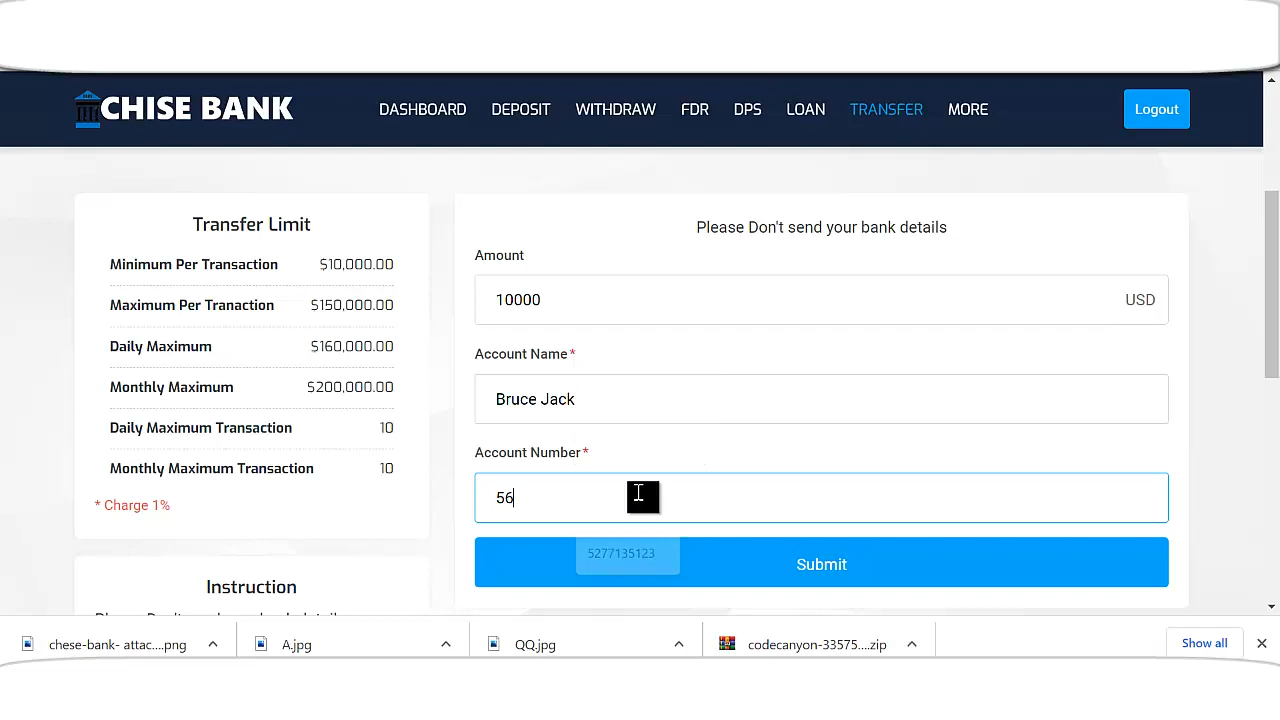 CHISE BANK
DASHBOARD DEPOSIT WITHDRAW FDR DPS LOAN TRANSFER MORE
Logout
Transfer Limit
Minimum Per Transaction $10,000.00
Maximum Per Tranaction $150,000.00
Daily Maximum $160,000.00
Monthly Maximum $200,000.00
Daily Maximum Transaction 10
Monthly Maximum Transaction 10
* Charge 1%
Instruction
Please Don't send your bank details
Amount
10000 USD
Account Name*
Bruce Jack
Account Number*
56
5277135123
Submit
chese-bank- attac....png
A.jpg
QQ.jpg
codecanyon-33575....zip
Show all